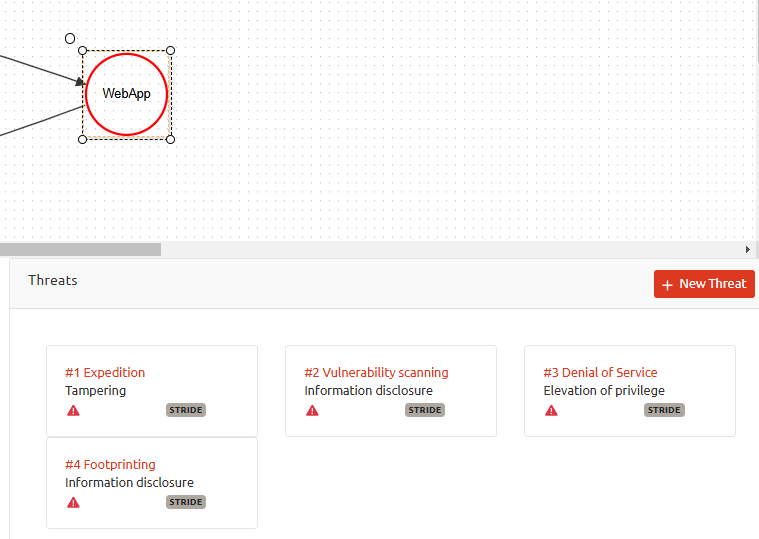 WebApp
Threats
+ New Threat
#1 Expedition
Tampering
STRIDE
#2 Vulnerability scanning
Information disclosure
STRIDE
#3 Denial of Service
Elevation of privilege
STRIDE
#4 Footprinting
Information disclosure
STRIDE